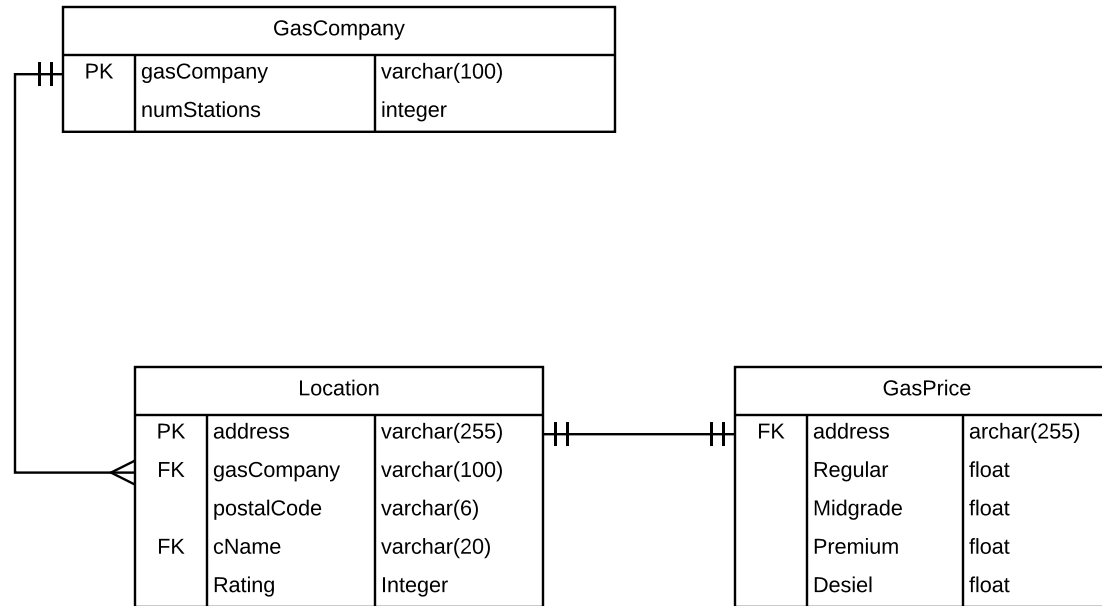 GasCompany
PK gasCompany varchar(100)
numStations integer
Location
PK address varchar(255)
FK gasCompany varchar(100)
postalCode varchar(6)
FK cName varchar(20)
Rating Integer
GasPrice
FK address archar(255)
Regular float
Midgrade float
Premium float
Desiel float